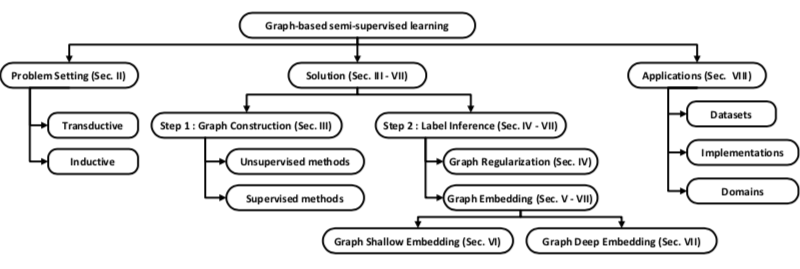 Graph-based semi-supervised learning
Problem Setting (Sec. II)
Solution (Sec. III - VII)
Applications (Sec. VIII)
Transductive
Inductive
Step 1 : Graph Construction (Sec. III)
Step 2 : Label Inference (Sec. IV - VII)
Datasets
Implementations
Domains
Unsupervised methods
Supervised methods
Graph Regularization (Sec. IV)
Graph Embedding (Sec. V - VII)
Graph Shallow Embedding (Sec. VI)
Graph Deep Embedding (Sec. VII)